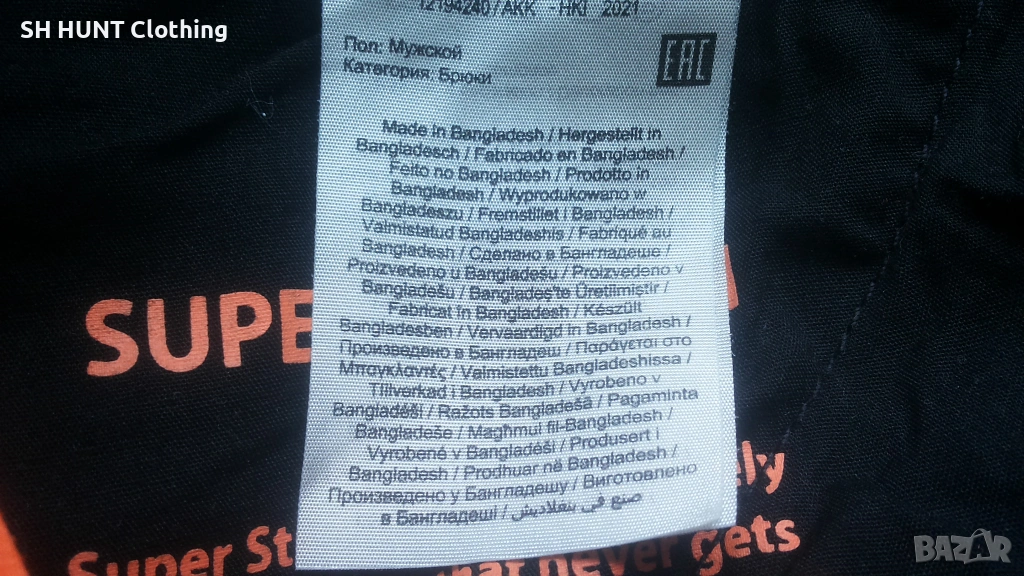 SH HUNT Clothing
12194240/AKK - HKI 2021
Пол: Мужской
Категория: Брюки
EAC
Made in Bangladesh / Hergestellt in
Bangladesch / Fabricado en Bangladesh /
Feito no Bangladesh / Prodotto in
Bangladesh / Wyprodukowano w
Bangladeszu / Fremstillet i Bangladesh /
Valmistatud Bangladeshis / Fabriqué au
Bangladesh / Сделано в Бангладеше /
Proizvedeno u Bangladešu / Proizvedeno v
Bangladešu / Bangladeş'te Üretilmiştir /
Fabricat în Bangladesh / Készült
Bangladesben / Vervaardigd in Bangladesh /
Произведено в Бангладеш / Παράγεται στο
Μπαγκλαντές / Valmistettu Bangladeshissa /
Tillverkad i Bangladesh / Vyrobeno v
Bangladéši / Ražots Bangladešā / Pagaminta
Bangladeše / Magħmul fil-Bangladesh /
Vyrobené v Bangladéši / Produsert i
Bangladesh / Prodhuar në Bangladesh /
Произведено у Бангладешу / Виготовлено
в Бангладеші / صنع في بنغلاديش
SUPE
ely
Super St
that never gets
BAZAR